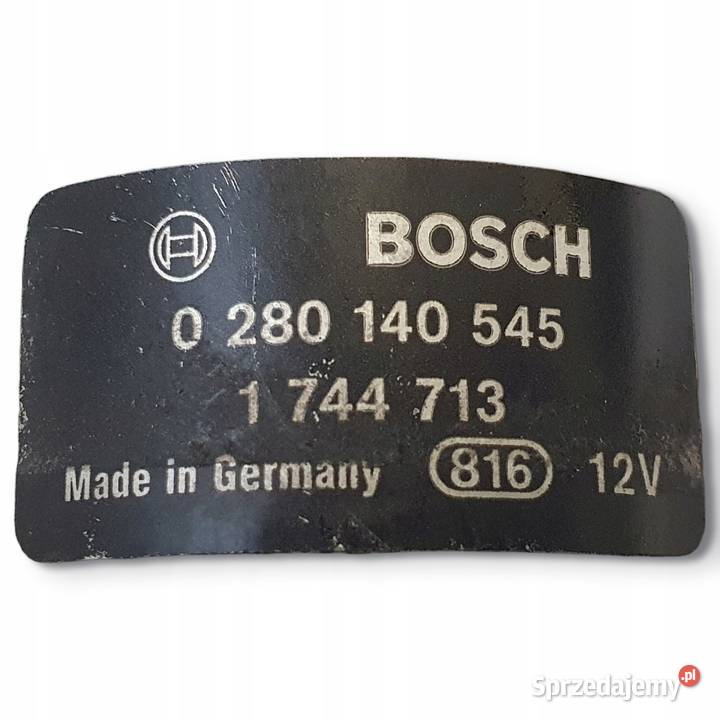 BOSCH
0 280 140 545
1 744 713
Made in Germany 816 12V
Sprzedajemy.pl